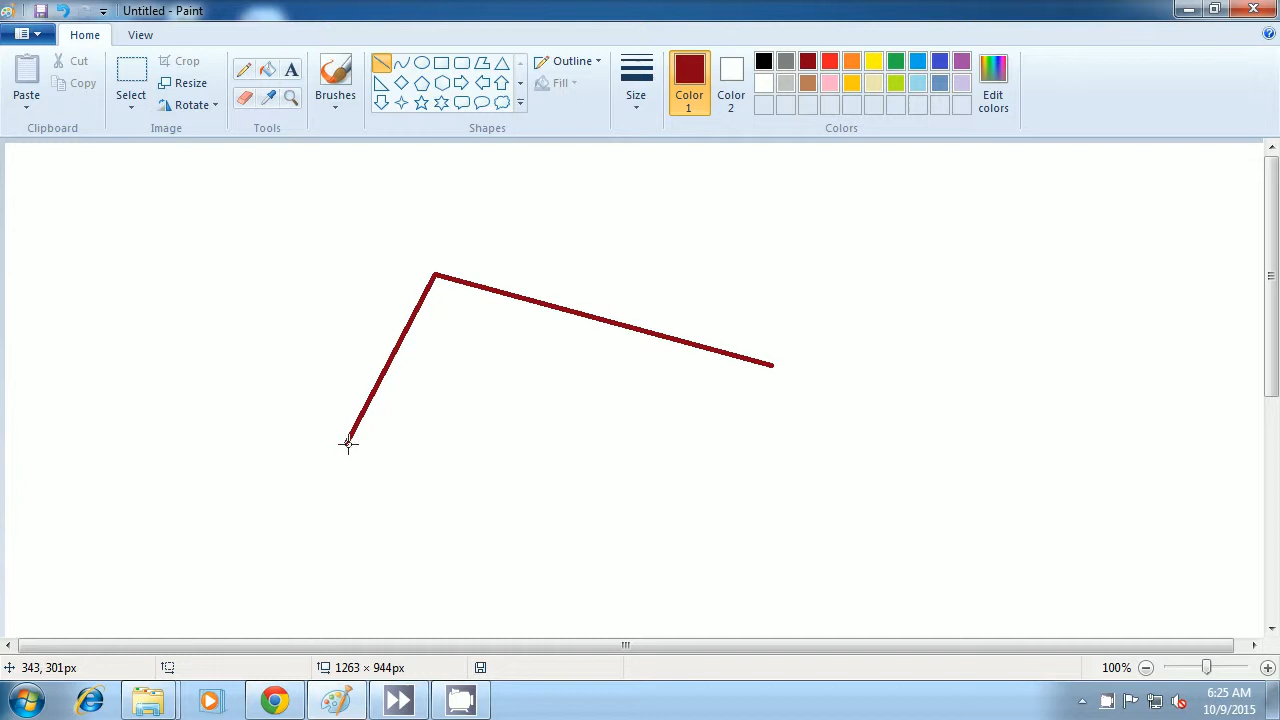 Untitled - Paint
Home
View
Paste
Cut
Copy
Clipboard
Select
Crop
Resize
Rotate
Image
A
Tools
Brushes
Shapes
Outline
Fill
Size
Color 1
Color 2
Edit colors
Colors
343, 301px
1263 × 944px
100%
6:25 AM
10/9/2015